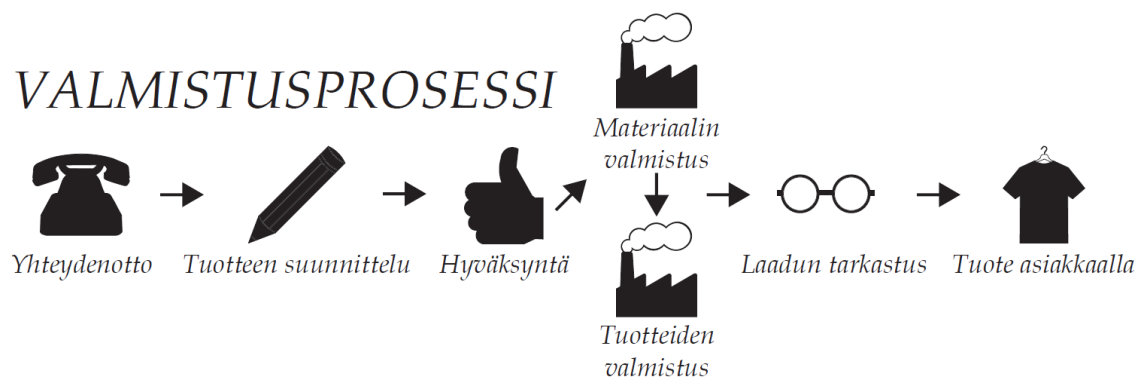 VALMISTUSPROSESSI
Yhteydenotto
Tuotteen suunnittelu
Hyväksyntä
Materiaalin
valmistus
Tuotteiden
valmistus
Laadun tarkastus
Tuote asiakkaalla